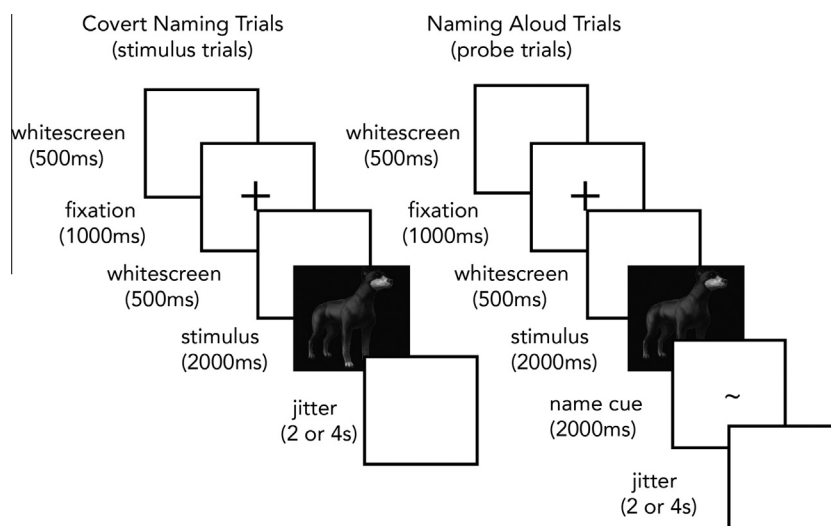 Covert Naming Trials
(stimulus trials)
whitescreen
(500ms)
fixation
(1000ms)
whitescreen
(500ms)
stimulus
(2000ms)
jitter
(2 or 4s)
Naming Aloud Trials
(probe trials)
whitescreen
(500ms)
fixation
(1000ms)
whitescreen
(500ms)
stimulus
(2000ms)
name cue
(2000ms)
~
jitter
(2 or 4s)